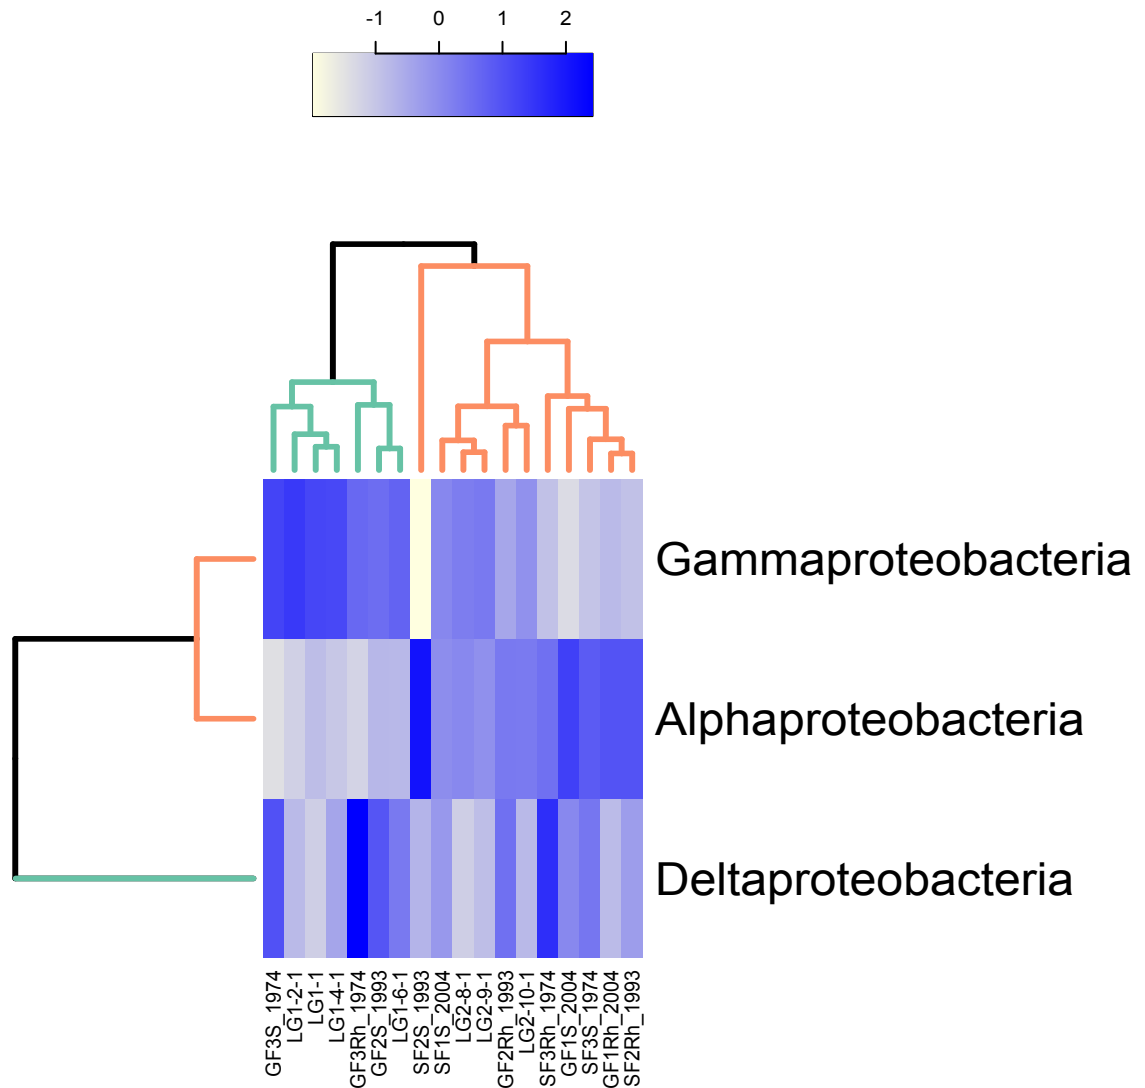 -1 0 1 2
Gammaproteobacteria
Alphaproteobacteria
Deltaproteobacteria
GF3S_1974
LG1-2-1
LG1-1
LG1-4-1
GF3Rh_1974
GF2S_1993
LG1-6-1
SF2S_1993
SF1S_2004
LG2-8-1
LG2-9-1
GF2Rh_1993
LG2-10-1
SF3Rh_1974
GF1S_2004
SF3S_1974
GF1Rh_2004
SF2Rh_1993